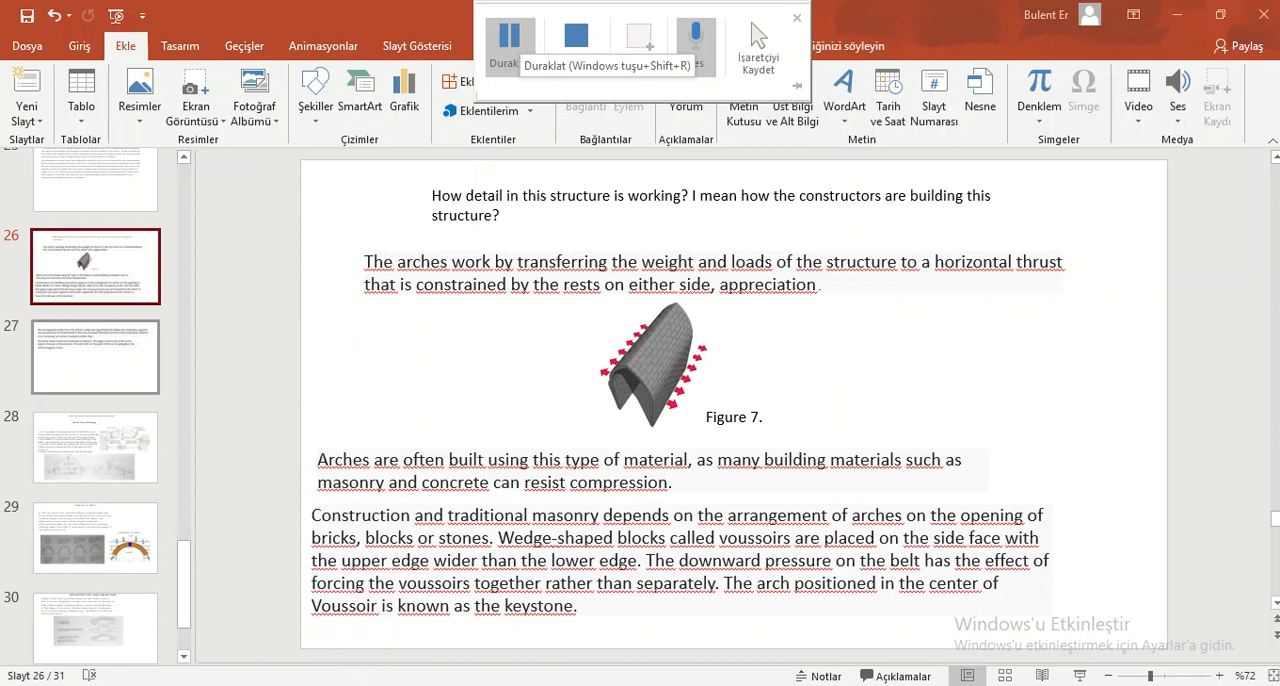 Bulent Er
Dosya Giriş Ekle Tasarım Geçişler Animasyonlar Slayt Gösterisi
iğinizi söyleyin Paylaş
Durak
Duraklat (Windows tuşu+Shift+R)
es
İşaretçiyi
Kaydet
Yeni
Slayt
Tablo
Resimler
Ekran
Görüntüsü
Fotoğraf
Albümü
Şekiller SmartArt Grafik
Ekl
Eklentilerim
Bağlantı Eylem
Yorum
Metin
Kutusu
Üst Bilgi
ve Alt Bilgi
WordArt
Tarih
ve Saat
Slayt
Numarası
Nesne
Denklem Simge
Video Ses
Ekran
Kaydı
Slaytlar Tablolar Resimler Çizimler Eklentiler Bağlantılar Açıklamalar Metin Simgeler Medya
26
27
28
29
30
How detail in this structure is working? I mean how the constructors are building this
structure?
The arches work by transferring the weight and loads of the structure to a horizontal thrust
that is constrained by the rests on either side, appreciation.
Figure 7.
Arches are often built using this type of material, as many building materials such as
masonry and concrete can resist compression.
Construction and manual masonry depends on the arrangement of arches on the opening of
bricks, blocks or stones. Wedge-shaped blocks called voussoirs are placed on the side face with
the upper edge wider than the lower edge. The downward pressure on the belt has the effect of
forcing the voussoirs together rather than separately. The arch positioned in the center of
Voussoir is known as the keystone.
Windows'u Etkinleştir
Windows'u etkinleştirmek için Ayarlar'a gidin.
Slayt 26 / 31
Notlar
Açıklamalar
%72